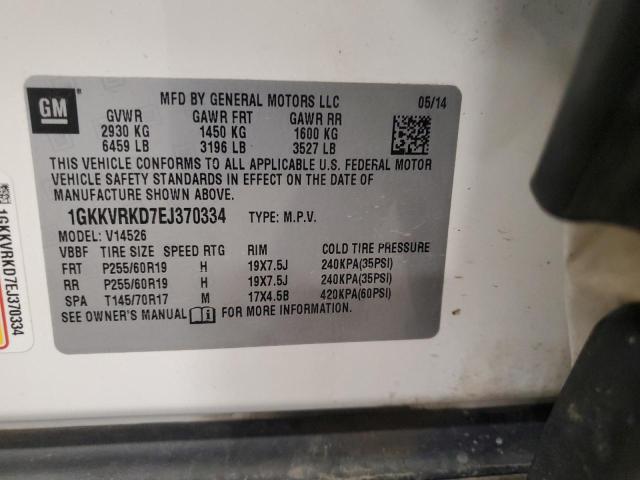 GM
®
MFD BY GENERAL MOTORS LLC 05/14
GVWR GAWR FRT GAWR RR
2930 KG 1450 KG 1600 KG
6459 LB 3196 LB 3527 LB
THIS VEHICLE CONFORMS TO ALL APPLICABLE U.S. FEDERAL MOTOR
VEHICLE SAFETY STANDARDS IN EFFECT ON THE DATE OF
MANUFACTURE SHOWN ABOVE.
1GKKVRKD7EJ370334 TYPE: M.P.V.
MODEL: V14526
VBBF TIRE SIZE SPEED RTG RIM COLD TIRE PRESSURE
FRT P255/60R19 H 19X7.5J 240KPA(35PSI)
RR P255/60R19 H 19X7.5J 240KPA(35PSI)
SPA T145/70R17 M 17X4.5B 420KPA(60PSI)
SEE OWNER'S MANUAL FOR MORE INFORMATION.
1GKKVRKD7EJ370334